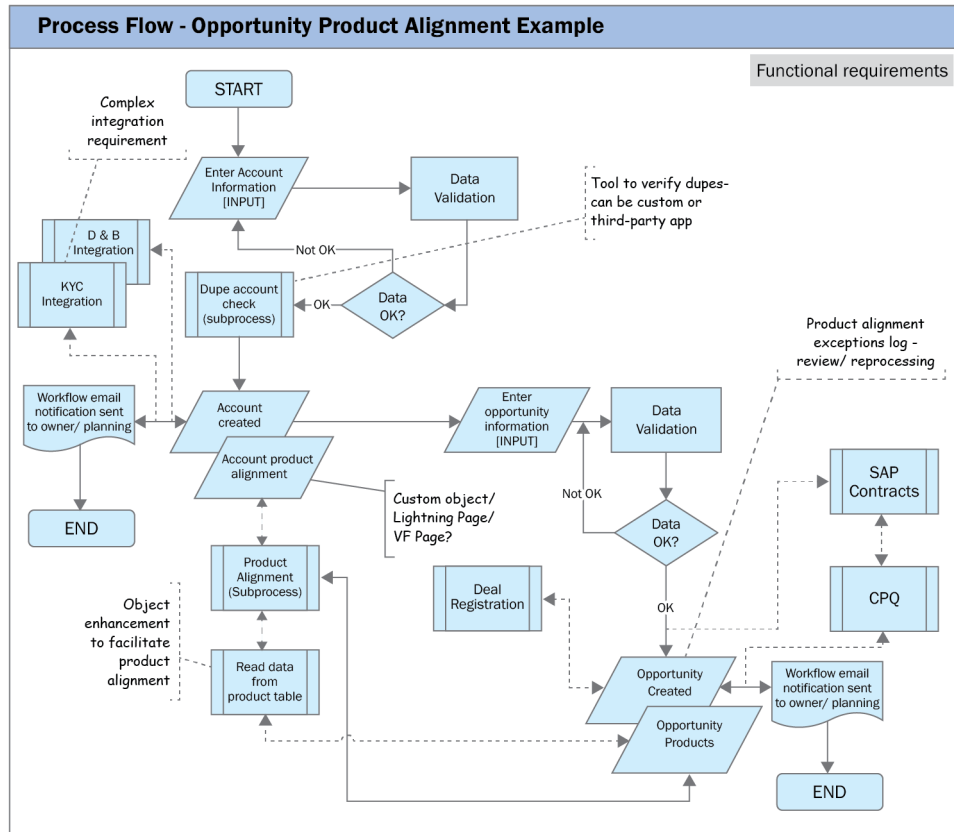 Process Flow - Opportunity Product Alignment Example
Functional requirements
START
Complex
integration
requirement
Enter Account
Information
[INPUT]
Data
Validation
Tool to verify dupes-
can be custom or
third-party app
D & B
Integration
KYC
Integration
Not OK
Dupe account
check
(subprocess)
OK
Data
OK?
Product alignment
exceptions log -
review/ reprocessing
Workflow email
notification sent
to owner/ planning
Account
created
Enter
opportunity
information
[INPUT]
Data
Validation
Account product
alignment
END
Custom object/
Lightning Page/
VF Page?
Not OK
Data
OK?
SAP
Contracts
Product
Alignment
(Subprocess)
Deal
Registration
OK
CPQ
Object
enhancement
to facilitate
product
alignment
Read data
from
product table
Opportunity
Created
Workflow email
notification sent
to owner/ planning
Opportunity
Products
END